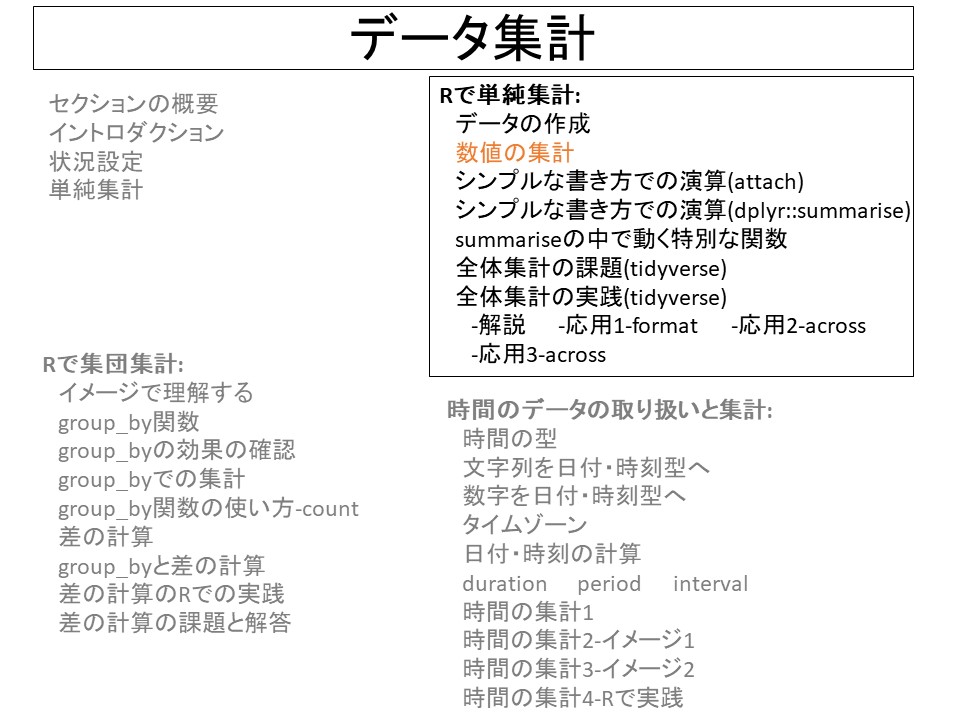 データ集計
セクションの概要
イントロダクション
状況設定
単純集計
Rで単純集計:
データの作成
数値の集計
シンプルな書き方での演算(attach)
シンプルな書き方での演算(dplyr::summarise)
summariseの中で動く特別な関数
全体集計の課題(tidyverse)
全体集計の実践(tidyverse)
-解説 -応用1-format -応用2-across
-応用3-across
Rで集団集計:
イメージで理解する
group_by関数
group_byの効果の確認
group_byでの集計
group_by関数の使い方-count
差の計算
group_byと差の計算
差の計算のRでの実践
差の計算の課題と解答
時間のデータの取り扱いと集計:
時間の型
文字列を日付・時刻型へ
数字を日付・時刻型へ
タイムゾーン
日付・時刻の計算
duration period interval
時間の集計1
時間の集計2-イメージ1
時間の集計3-イメージ2
時間の集計4-Rで実践